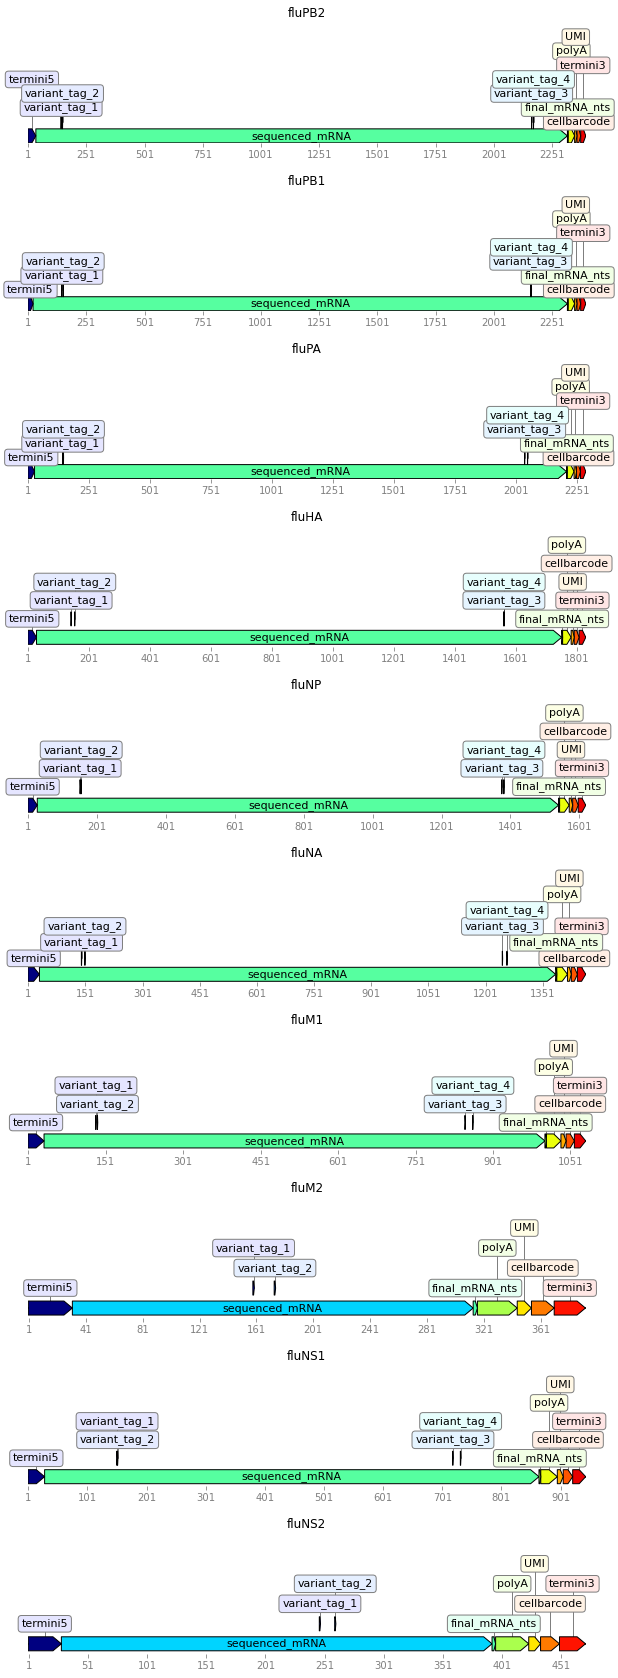 fluPB2
UMI
polyA
termini5 termini3
variant_tag_4
variant_tag_2 variant_tag_3
variant_tag_1 final_mRNA_nts
cellbarcode
sequenced_mRNA
1 251 501 751 1001 1251 1501 1751 2001 2251
fluPB1
UMI
polyA
termini3
variant_tag_4
variant_tag_2 variant_tag_3
variant_tag_1 final_mRNA_nts
termini5 cellbarcode
sequenced_mRNA
1 251 501 751 1001 1251 1501 1751 2001 2251
fluPA
UMI
polyA
termini3
variant_tag_4
variant_tag_2 variant_tag_3
variant_tag_1 final_mRNA_nts
termini5 cellbarcode
sequenced_mRNA
1 251 501 751 1001 1251 1501 1751 2001 2251
fluHA
polyA
cellbarcode
variant_tag_2 variant_tag_4 UMI
variant_tag_1 variant_tag_3 termini3
termini5 final_mRNA_nts
sequenced_mRNA
1 201 401 601 801 1001 1201 1401 1601 1801
fluNP
polyA
cellbarcode
variant_tag_2 variant_tag_4 UMI
variant_tag_1 variant_tag_3 termini3
termini5 final_mRNA_nts
sequenced_mRNA
1 201 401 601 801 1001 1201 1401 1601
fluNA
UMI
polyA
variant_tag_4
variant_tag_2 variant_tag_3 termini3
variant_tag_1 final_mRNA_nts
termini5 cellbarcode
sequenced_mRNA
1 151 301 451 601 751 901 1051 1201 1351
fluM1
UMI
polyA
variant_tag_1 variant_tag_4 termini3
variant_tag_2 variant_tag_3 cellbarcode
termini5 final_mRNA_nts
sequenced_mRNA
1 151 301 451 601 751 901 1051
fluM2
UMI
variant_tag_1 polyA
variant_tag_2 cellbarcode
termini5 final_mRNA_nts termini3
sequenced_mRNA
1 41 81 121 161 201 241 281 321 361
fluNS1
UMI
polyA
variant_tag_1 variant_tag_4 termini3
variant_tag_2 variant_tag_3 cellbarcode
termini5 final_mRNA_nts
sequenced_mRNA
1 101 201 301 401 501 601 701 801 901
fluNS2
UMI
variant_tag_2 polyA termini3
variant_tag_1 cellbarcode
termini5 final_mRNA_nts
sequenced_mRNA
1 51 101 151 201 251 301 351 401 451